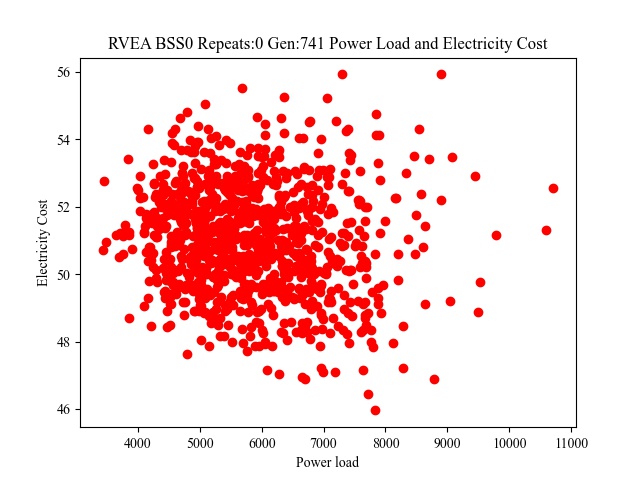 RVEA BSS0 Repeats:0 Gen:741 Power Load and Electricity Cost
56
54
52
50
48
46
Electricity Cost
4000 5000 6000 7000 8000 9000 10000 11000
Power load